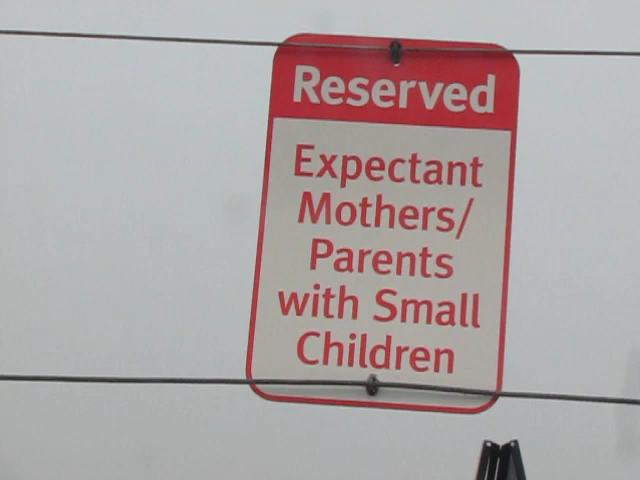 Reserved
Expectant
Mothers/
Parents
with Small
Children